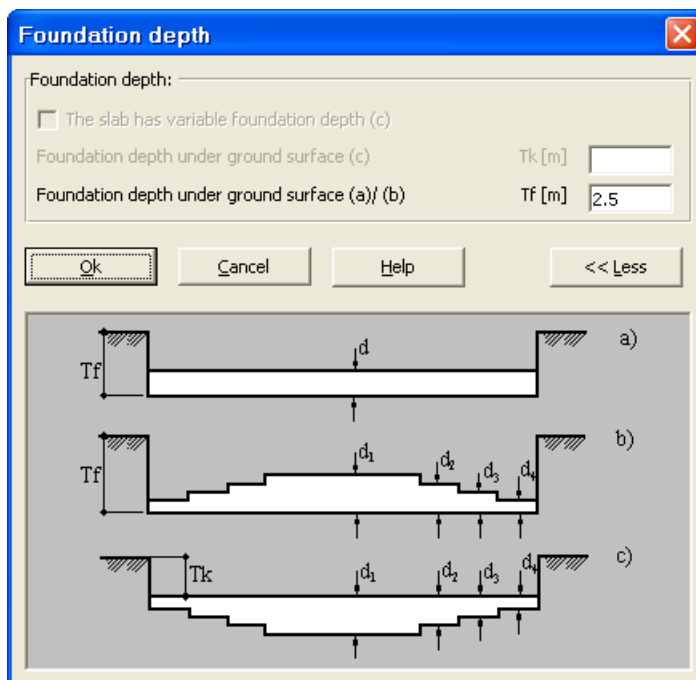 Foundation depth
Foundation depth:
The slab has variable foundation depth (c)
Foundation depth under ground surface (c) Tk [m]
Foundation depth under ground surface (a)/ (b) Tf [m] 2.5
Ok Cancel Help << Less
d a)
Tf
d1 d2 d3 d4 b)
Tf
Tk d1 d2 d3 d4 c)